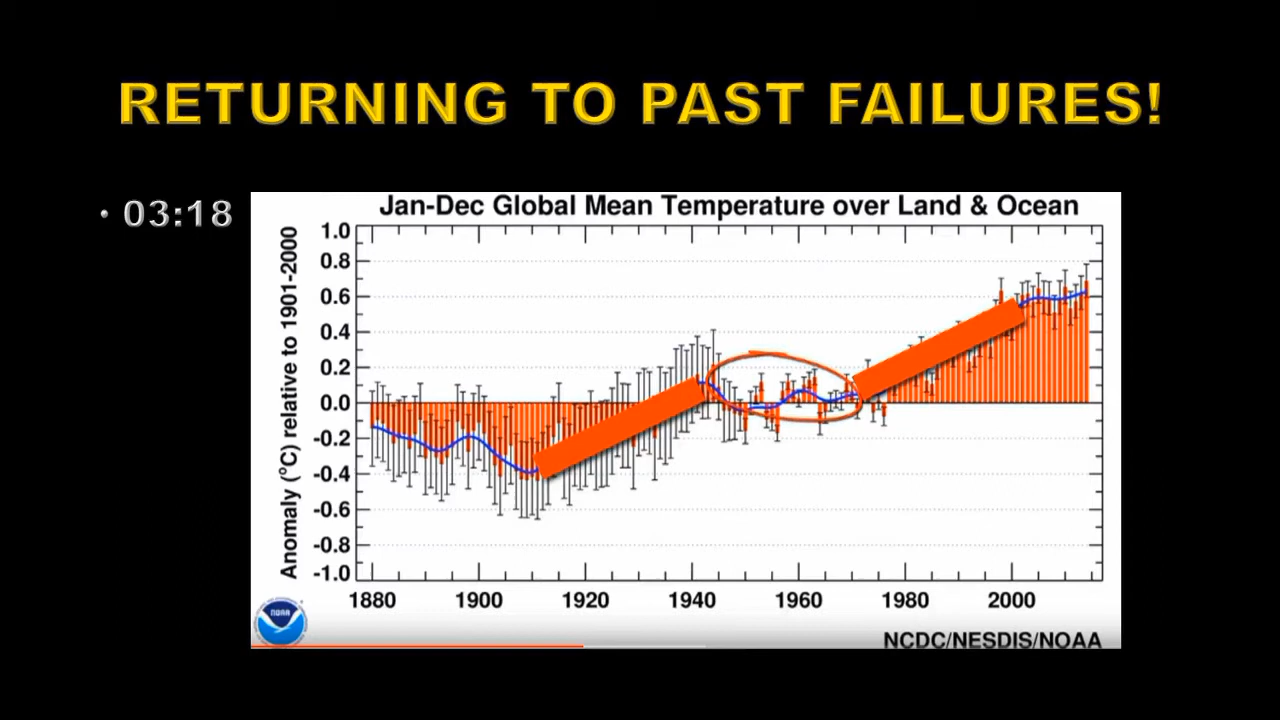 RETURNING TO PAST FAILURES!
• 03:18
Jan-Dec Global Mean Temperature over Land & Ocean
Anomaly (°C) relative to 1901-2000
1.0
0.8
0.6
0.4
0.2
0.0
-0.2
-0.4
-0.6
-0.8
-1.0
1880 1900 1920 1940 1960 1980 2000
NOAA
NCDC/NESDIS/NOAA